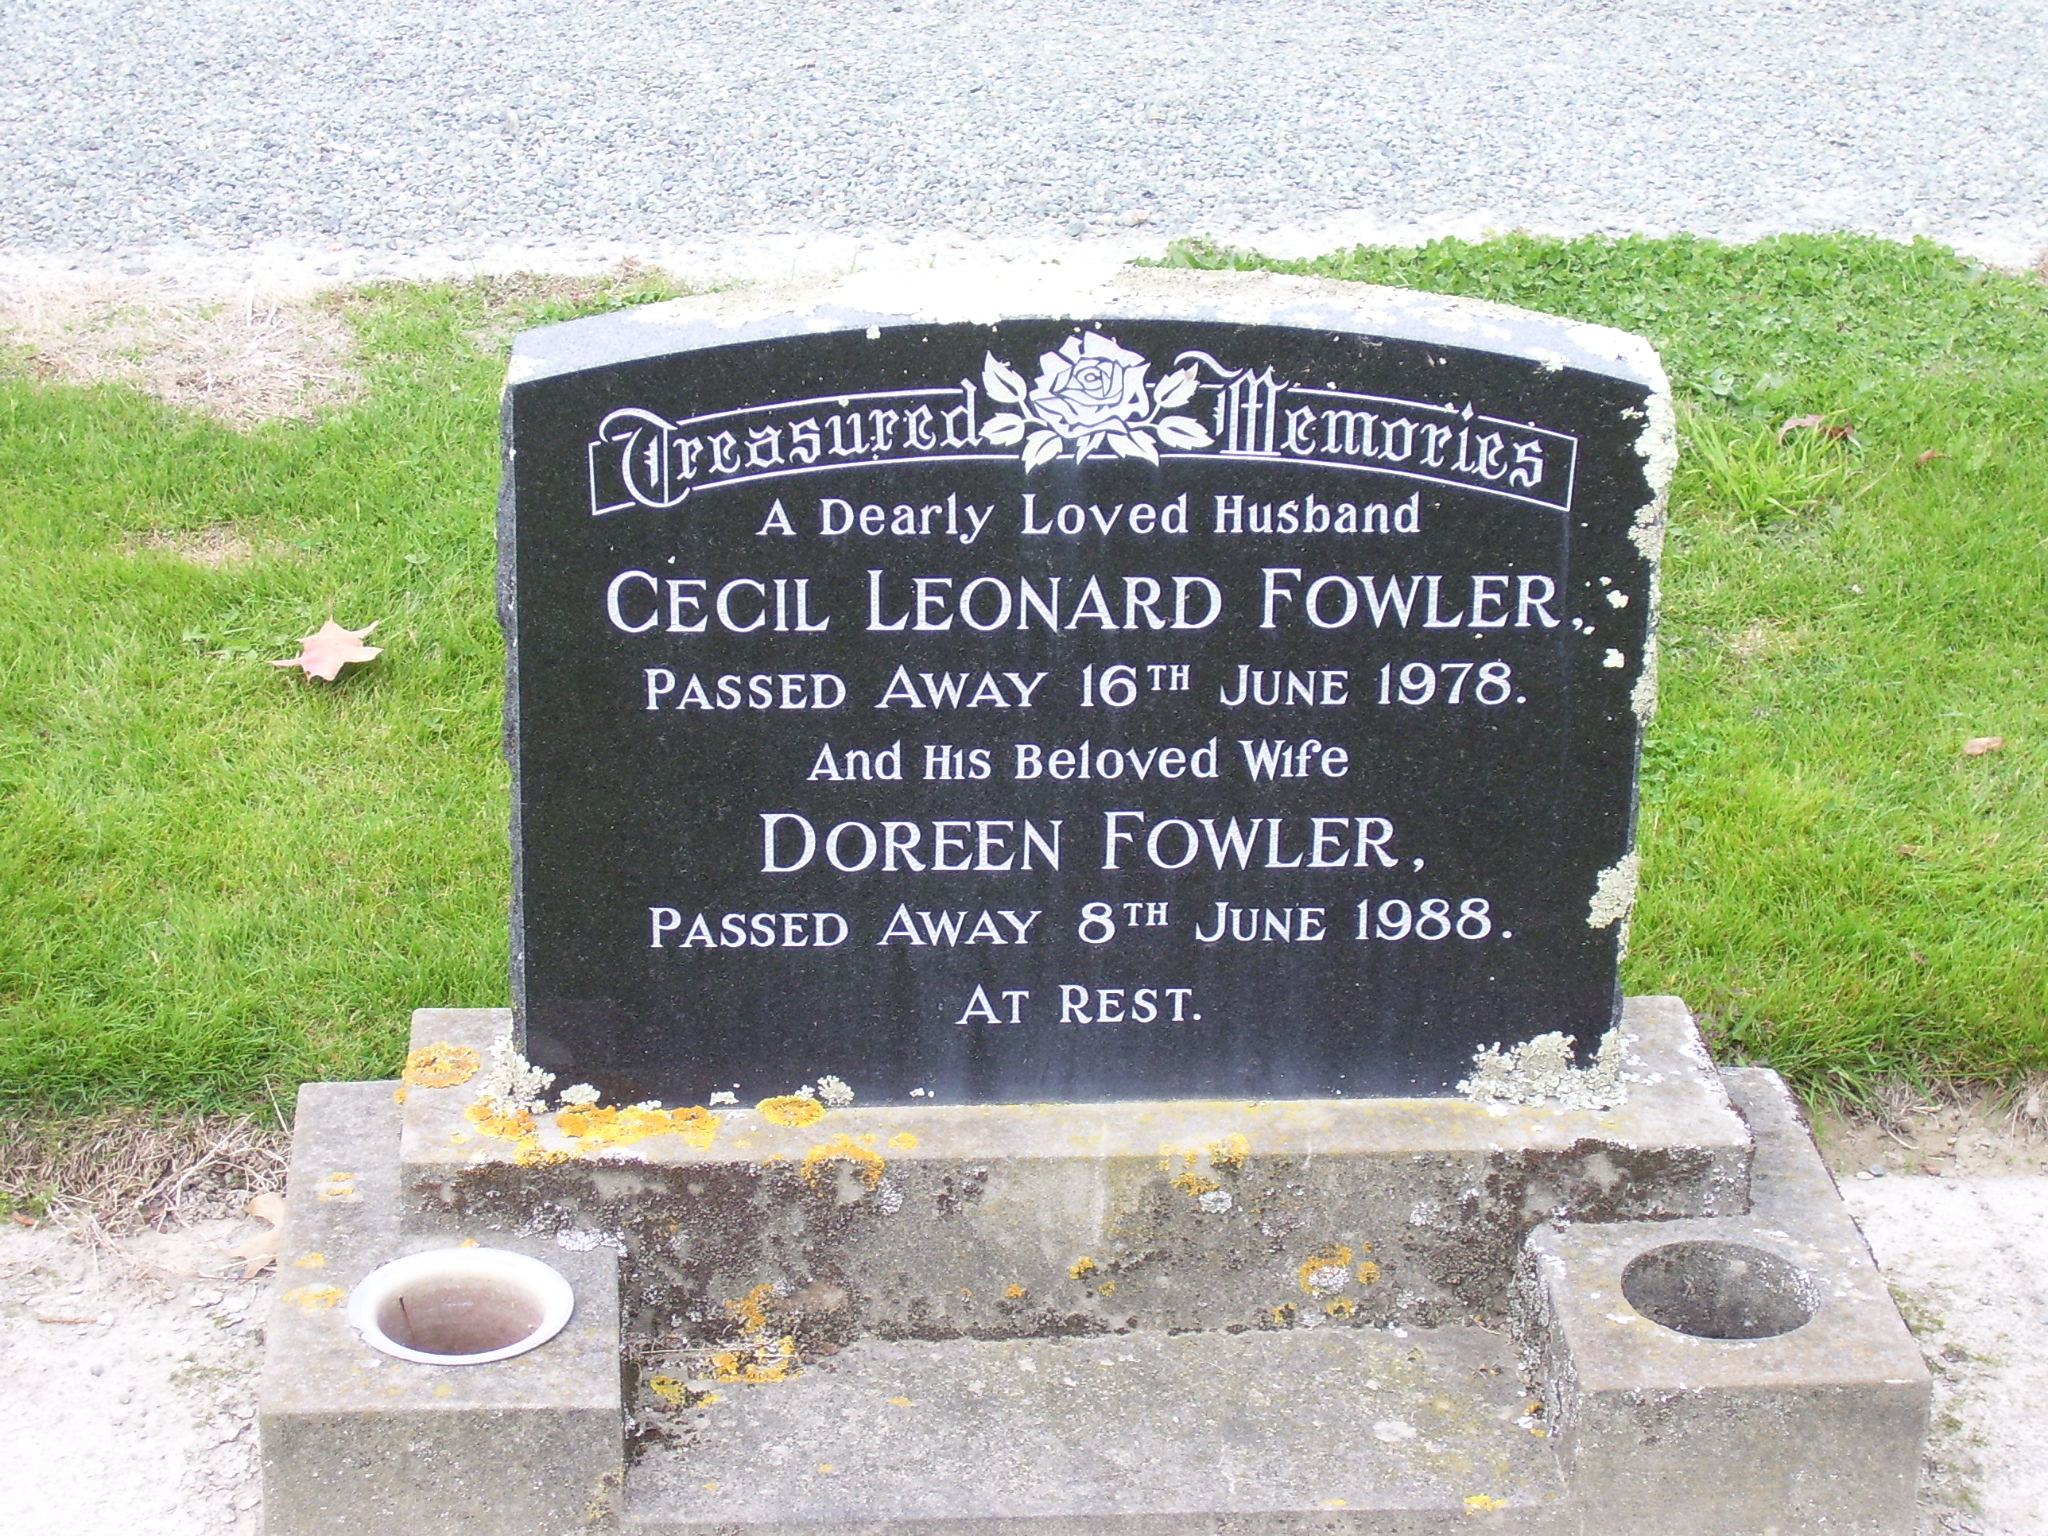 Treasured Memories
A Dearly Loved Husband
CECIL LEONARD FOWLER,
PASSED AWAY 16TH JUNE 1978.
And His Beloved Wife
DOREEN FOWLER,
PASSED AWAY 8TH JUNE 1988.
AT REST.